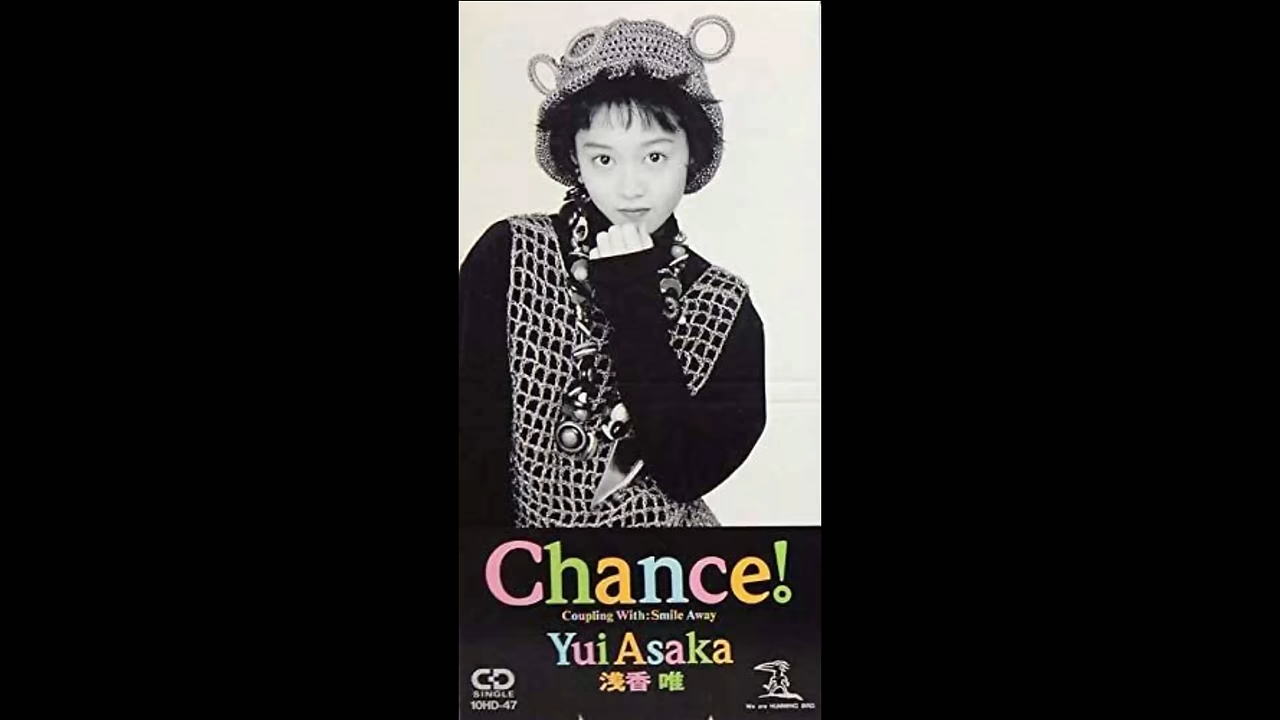 Chance!
Coupling With: Smile Away
Yui Asaka
浅香 唯
CD
SINGLE
10HD-47
We are HUMMING BIRD